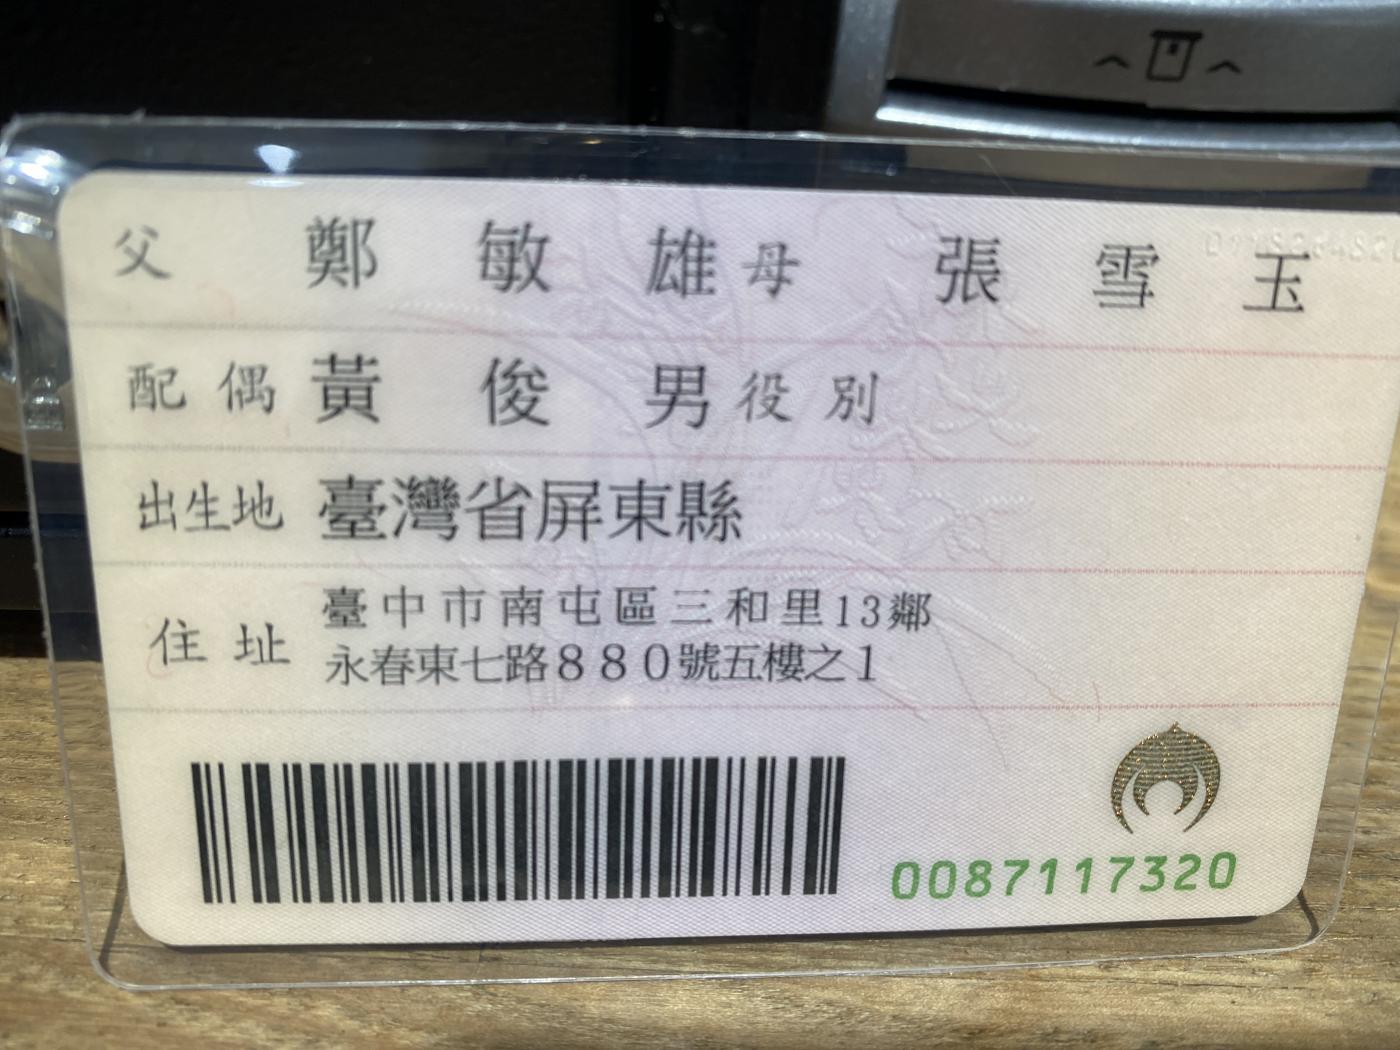 父 鄭敏雄 母 張雪玉
配偶 黃俊男 役別
出生地 臺灣省屏東縣
住址 臺中市南屯區三和里13鄰
永春東七路880號五樓之1
0087117320